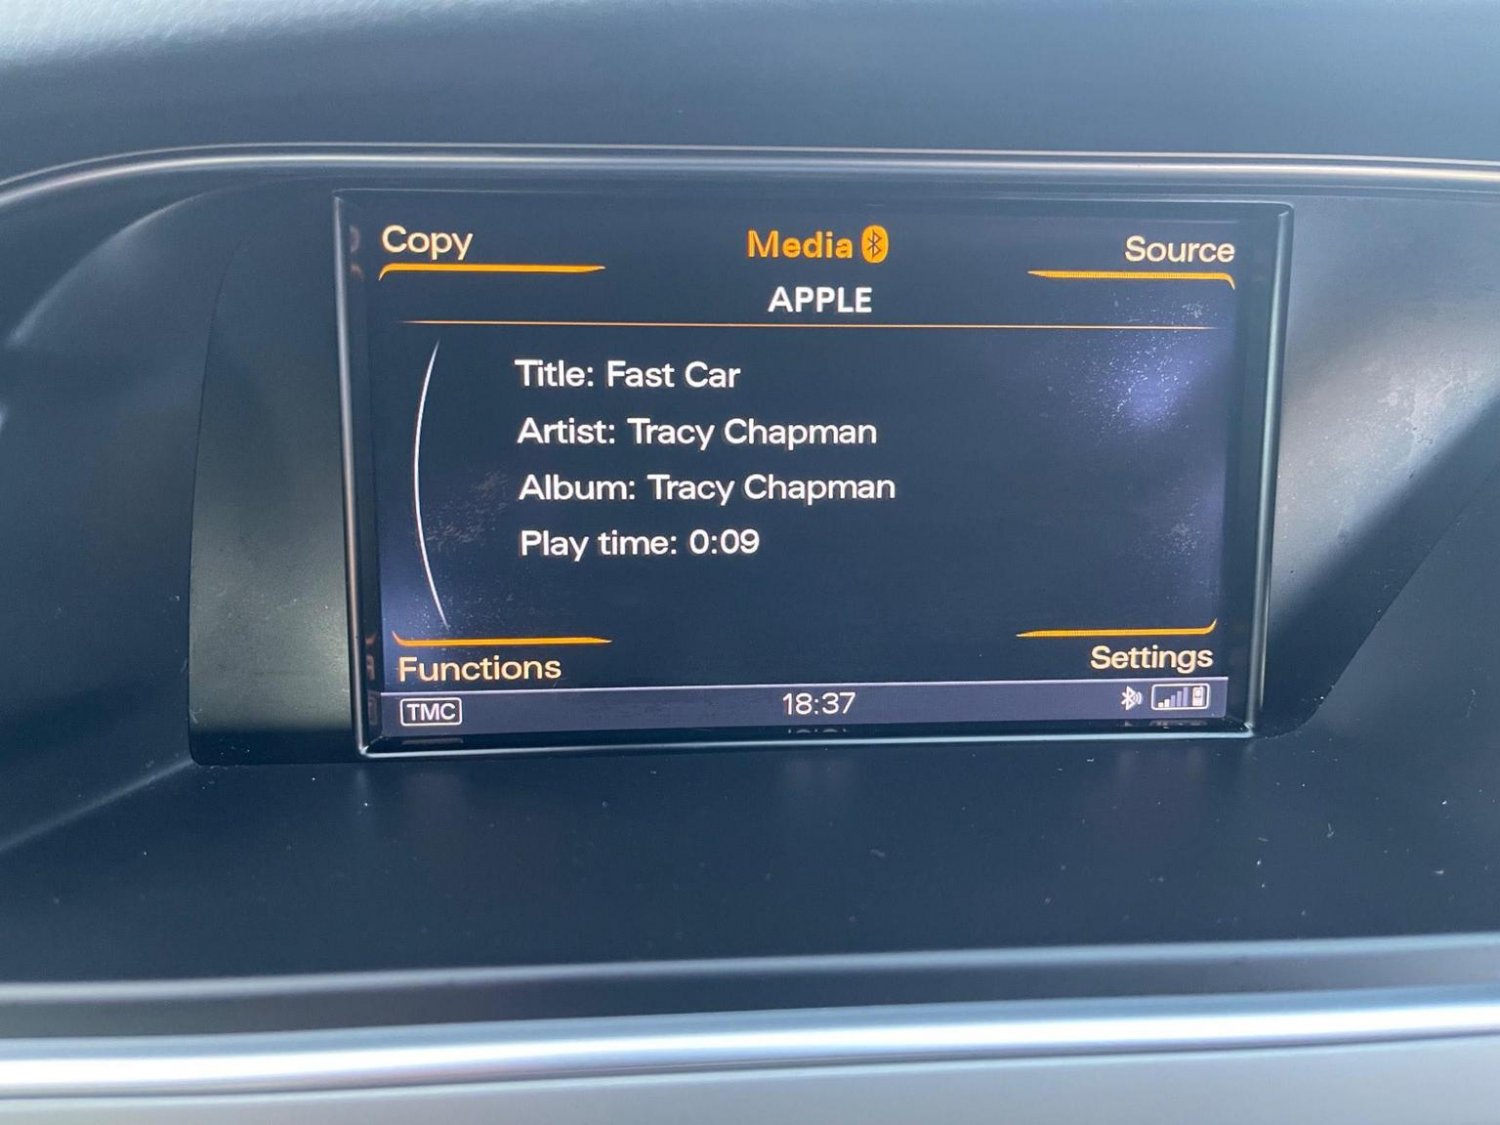 Copy
Media
Source
APPLE
Title: Fast Car
Artist: Tracy Chapman
Album: Tracy Chapman
Play time: 0:09
Functions
Settings
TMC
18:37